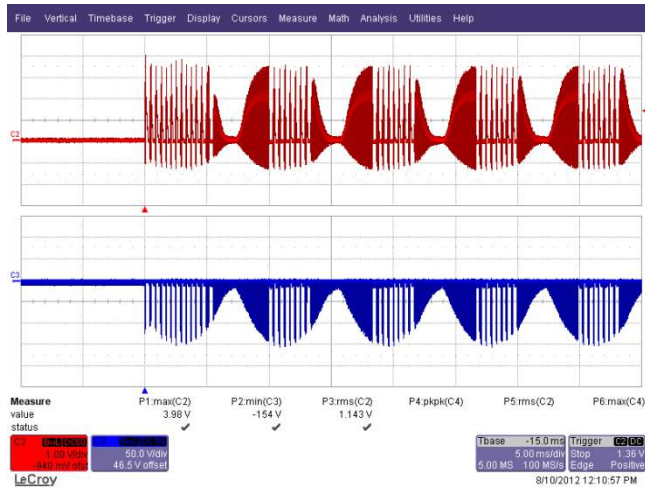 File Vertical Timebase Trigger Display Cursors Measure Math Analysis Utilities Help
C2
C3
Measure P1:max(C2) P2:min(C3) P3:rms(C2) P4:pkpk(C4) P5:rms(C2) P6:max(C4)
value 3.98 V -154 V 1.143 V
status
C2 BwL DC50
1.00 V/div
-940 mV ofst
50.0 V/div
46.5 V offset
Tbase -15.0 ms
5.00 ms/div
5.00 MS 100 MS/s
Trigger C2 DC
Stop 1.36 V
Edge Positive
LeCroy
8/10/2012 12:10:57 PM